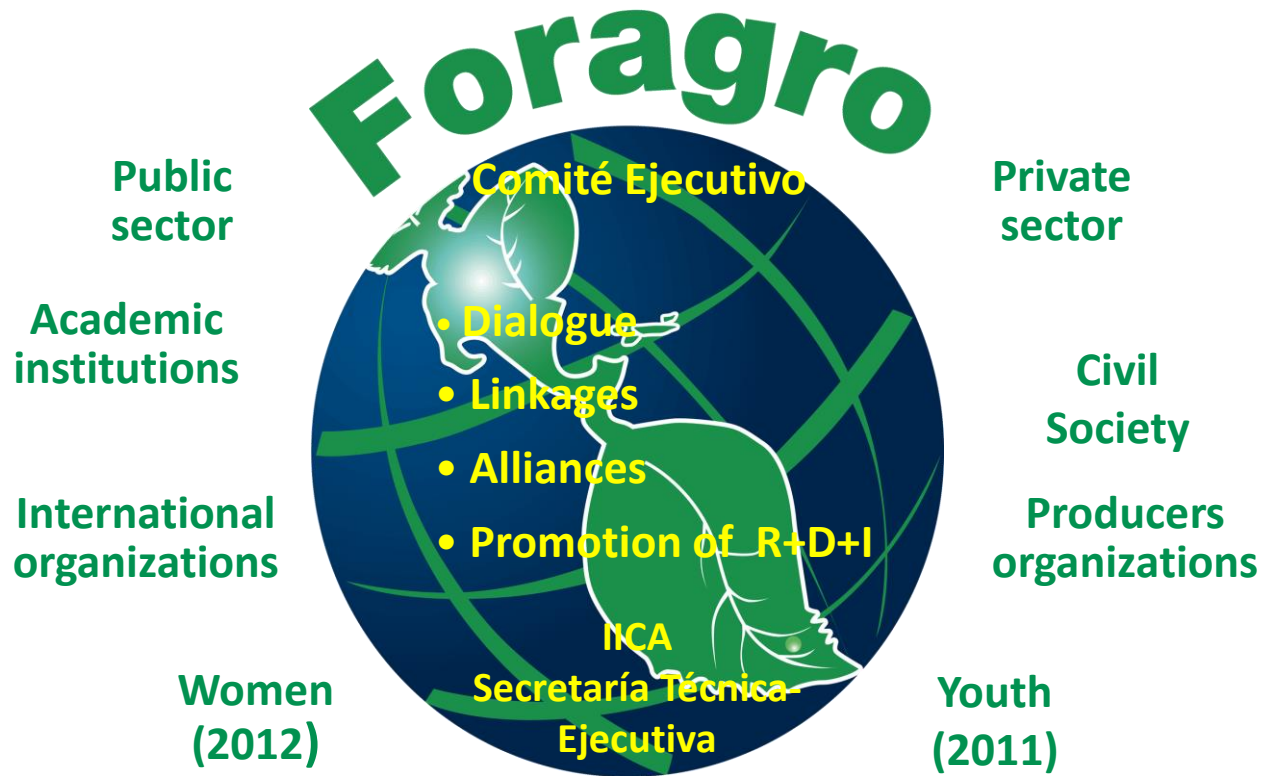 Foragro
Comité Ejecutivo
Public
sector
Private
sector
Academic
institutions
• Dialogue
• Linkages
• Alliances
• Promotion of R+D+I
Civil
Society
International
organizations
Producers
organizations
IICA
Secretaría Técnica-
Ejecutiva
Women
(2012)
Youth
(2011)